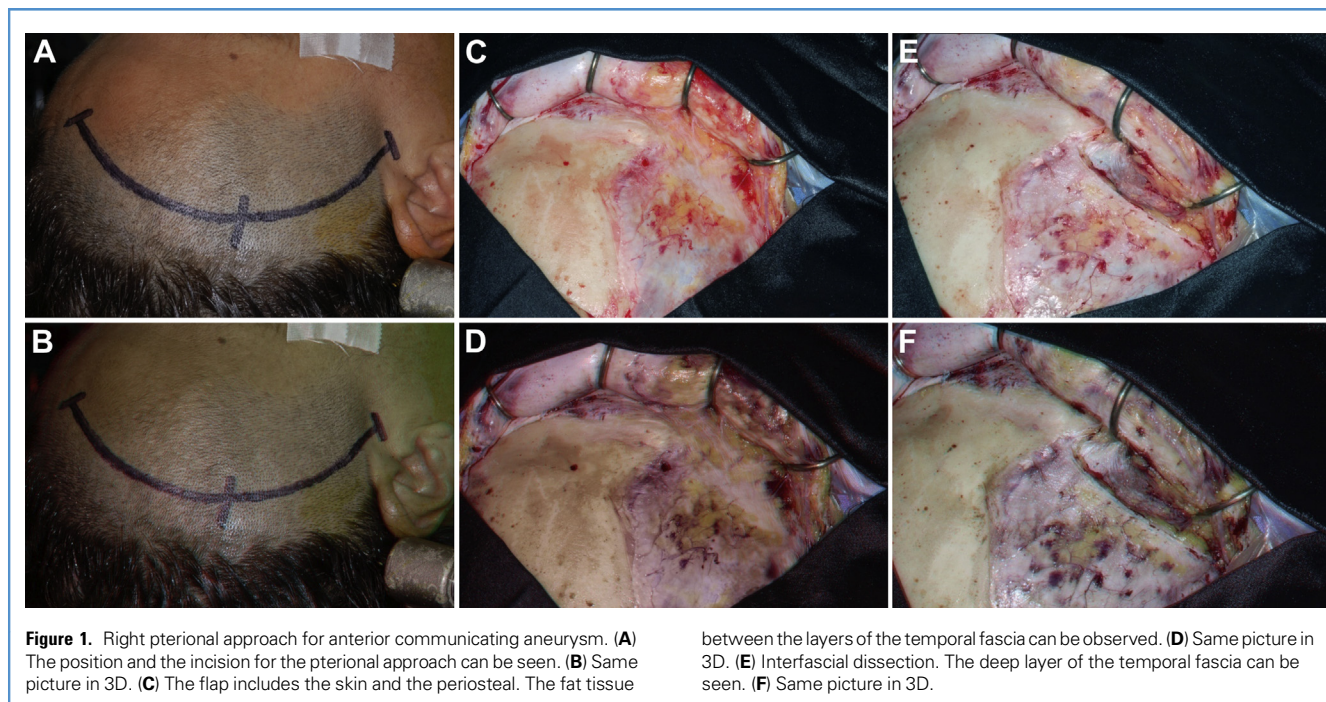 A
C
E
B
D
F
Figure 1. Right pterional approach for anterior communicating aneurysm. (A)
The position and the incision for the pterional approach can be seen. (B) Same
picture in 3D. (C) The flap includes the skin and the periosteal. The fat tissue
between the layers of the temporal fascia can be observed. (D) Same picture in
3D. (E) Interfascial dissection. The deep layer of the temporal fascia can be
seen. (F) Same picture in 3D.